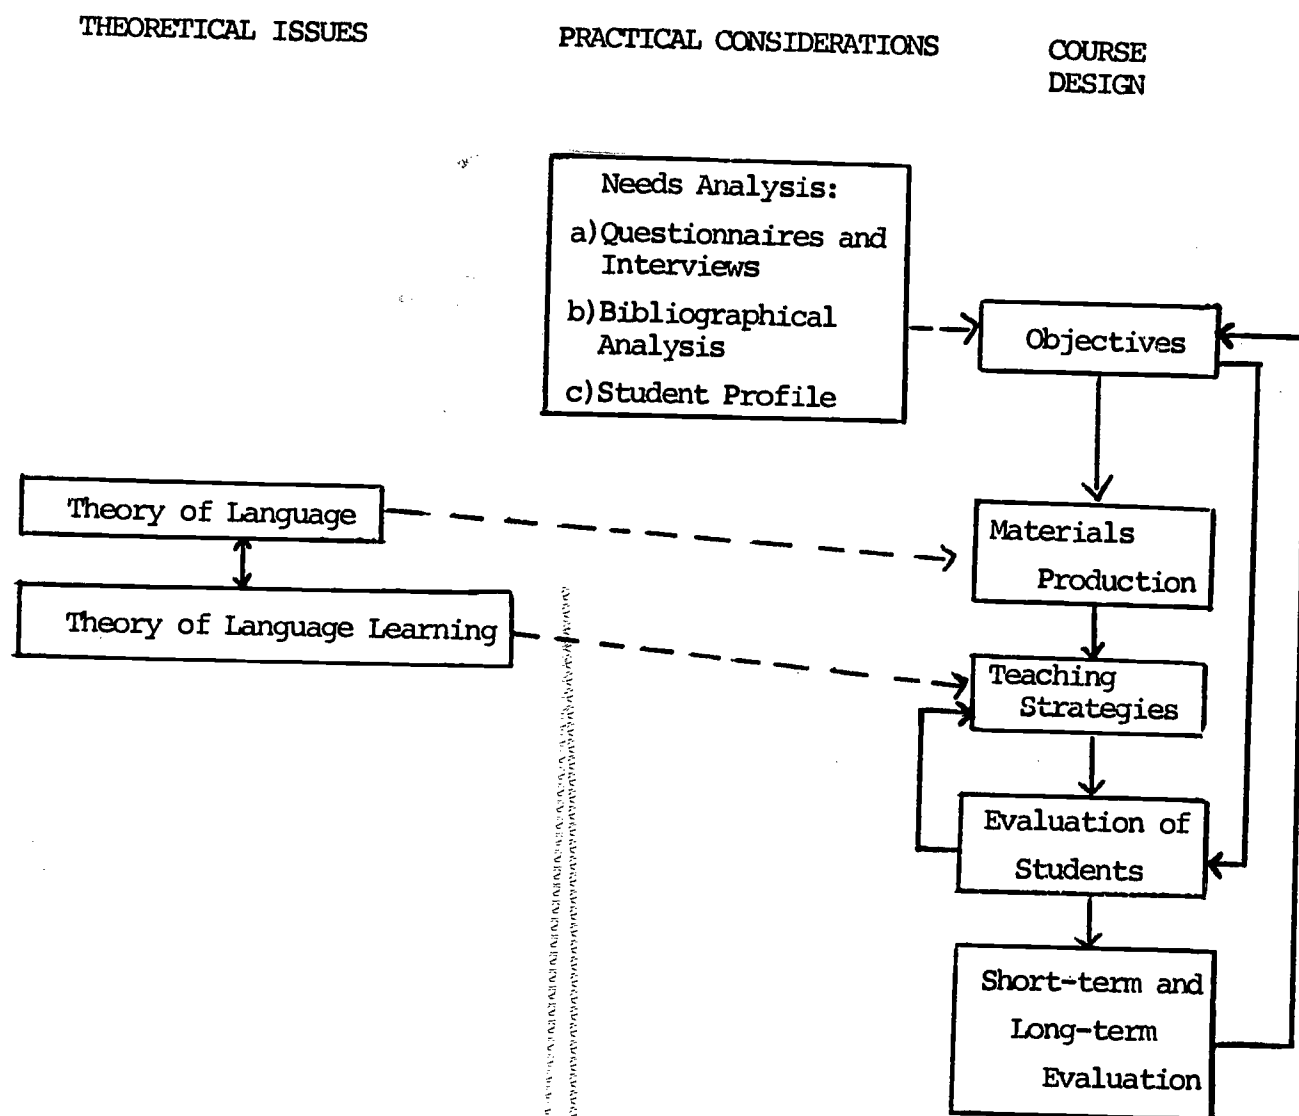 THEORETICAL ISSUES
PRACTICAL CONSIDERATIONS
COURSE
DESIGN
Needs Analysis:
a)Questionnaires and
Interviews
b)Bibliographical
Analysis
c)Student Profile
Objectives
Theory of Language
Theory of Language Learning
Materials
Production
Teaching
Strategies
Evaluation of
Students
Short-term and
Long-term
Evaluation